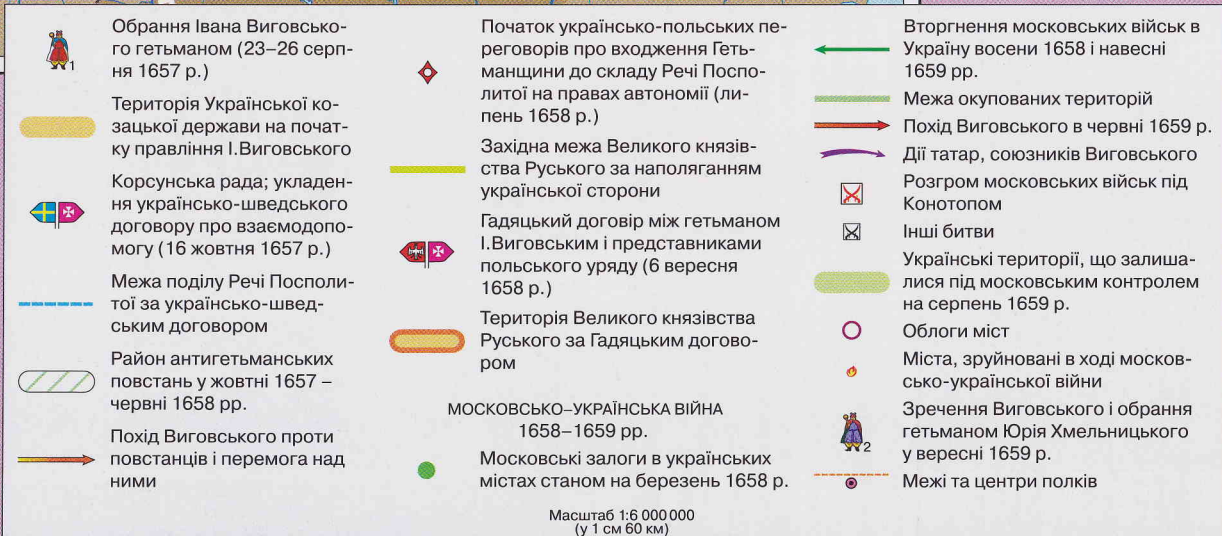 Обрання Івана Виговсько-
го гетьманом (23–26 серп-
ня 1657 р.)
1
Територія Української ко-
зацької держави на почат-
ку правління І.Виговського
Корсунська рада; укладен-
ня українсько-шведського
договору про взаємодопо-
могу (16 жовтня 1657 р.)
Межа поділу Речі Посполи-
тої за українсько-швед-
ським договором
Район антигетьманських
повстань у жовтні 1657 –
червні 1658 рр.
Похід Виговського проти
повстанців і перемога над
ними
Початок українсько-польських пе-
реговорів про входження Геть-
манщини до складу Речі Поспо-
литої на правах автономії (ли-
пень 1658 р.)
Західна межа Великого князів-
ства Руського за наполяганням
української сторони
Гадяцький договір між гетьманом
І.Виговським і представниками
польського уряду (6 вересня
1658 р.)
Територія Великого князівства
Руського за Гадяцьким догово-
ром
МОСКОВСЬКО–УКРАЇНСЬКА ВІЙНА
1658–1659 рр.
Московські залоги в українських
містах станом на березень 1658 р.
Масштаб 1:6 000 000
(у 1 см 60 км)
Вторгнення московських військ в
Україну восени 1658 і навесні
1659 рр.
Межа окупованих територій
Похід Виговського в червні 1659 р.
Дії татар, союзників Виговського
Розгром московських військ під
Конотопом
Інші битви
Українські території, що залиша-
лися під московським контролем
на серпень 1659 р.
Облоги міст
Міста, зруйновані в ході москов-
сько-української війни
Зречення Виговського і обрання
гетьманом Юрія Хмельницького
у вересні 1659 р.
2
Межі та центри полків